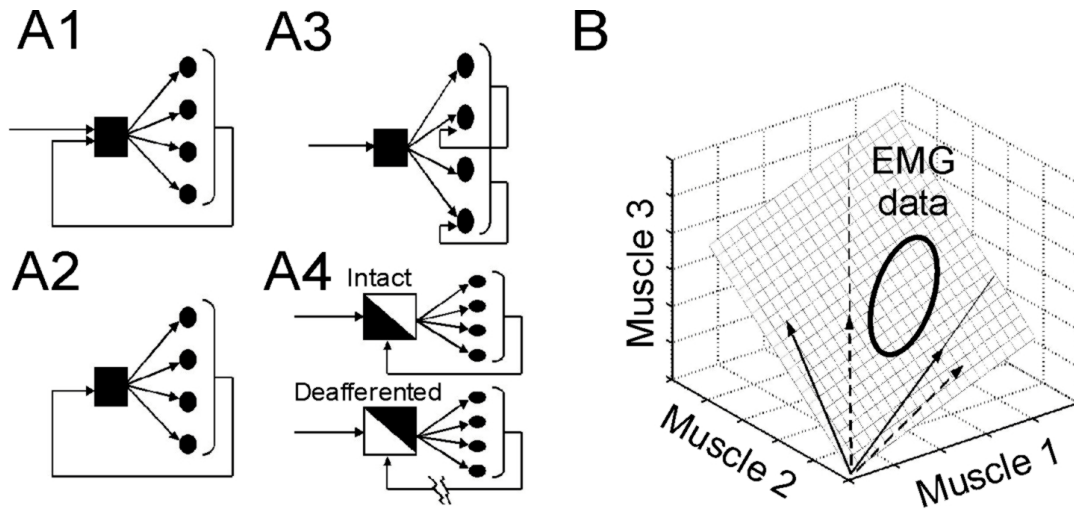 A1
A3
B
A2
A4
Intact
Deafferented
EMG
data
Muscle 3
Muscle 2
Muscle 1